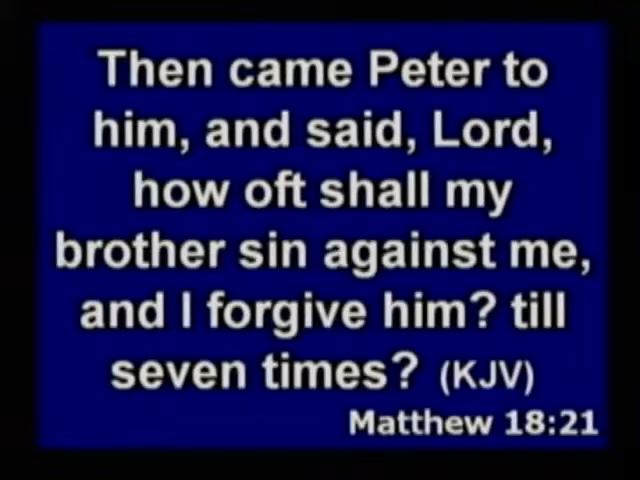 Then came Peter to
him, and said, Lord,
how oft shall my
brother sin against me,
and I forgive him? till
seven times? (KJV)
Matthew 18:21